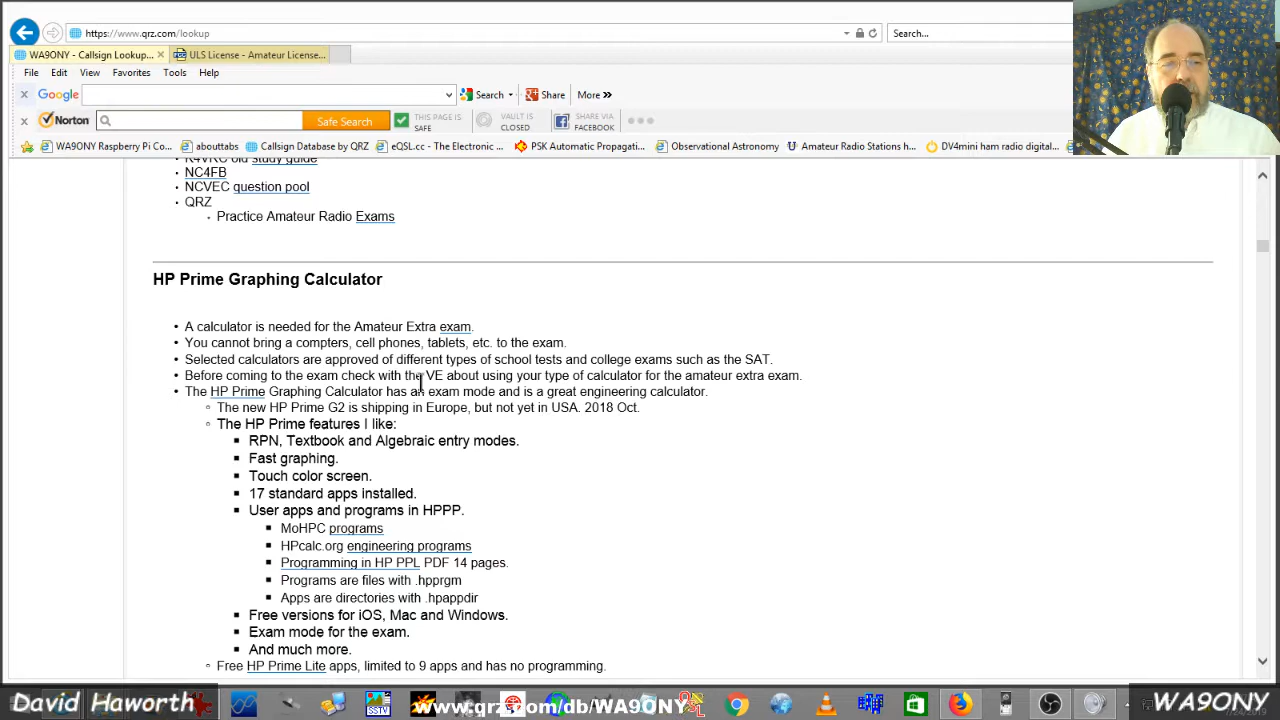 https://www.qrz.com/lookup
Search...
WA9ONY - Callsign Lookup...
ULS License - Amateur License...
File Edit View Favorites Tools Help
Google Search Share More »
Norton Safe Search THIS PAGE IS SAFE VAULT IS CLOSED SHARE VIA FACEBOOK
WA9ONY Raspberry Pi Co... abouttabs Callsign Database by QRZ eQSL.cc - The Electronic ... PSK Automatic Propagati... Observational Astronomy Amateur Radio Stations h... DV4mini ham radio digital...
K4VRC old study guide
NC4FB
NCVEC question pool
QRZ
Practice Amateur Radio Exams
HP Prime Graphing Calculator
A calculator is needed for the Amateur Extra exam.
You cannot bring a compters, cell phones, tablets, etc. to the exam.
Selected calculators are approved of different types of school tests and college exams such as the SAT.
Before coming to the exam check with the VE about using your type of calculator for the amateur extra exam.
The HP Prime Graphing Calculator has an exam mode and is a great engineering calculator.
The new HP Prime G2 is shipping in Europe, but not yet in USA. 2018 Oct.
The HP Prime features I like:
RPN, Textbook and Algebraic entry modes.
Fast graphing.
Touch color screen.
17 standard apps installed.
User apps and programs in HPPP.
MoHPC programs
HPcalc.org engineering programs
Programming in HP PPL PDF 14 pages.
Programs are files with .hpprgm
Apps are directories with .hpappdir
Free versions for iOS, Mac and Windows.
Exam mode for the exam.
And much more.
Free HP Prime Lite apps, limited to 9 apps and has no programming.
David Haworth
SSTV
www.qrz.com/db/WA9ONY
WA9ONY
7/24/2019